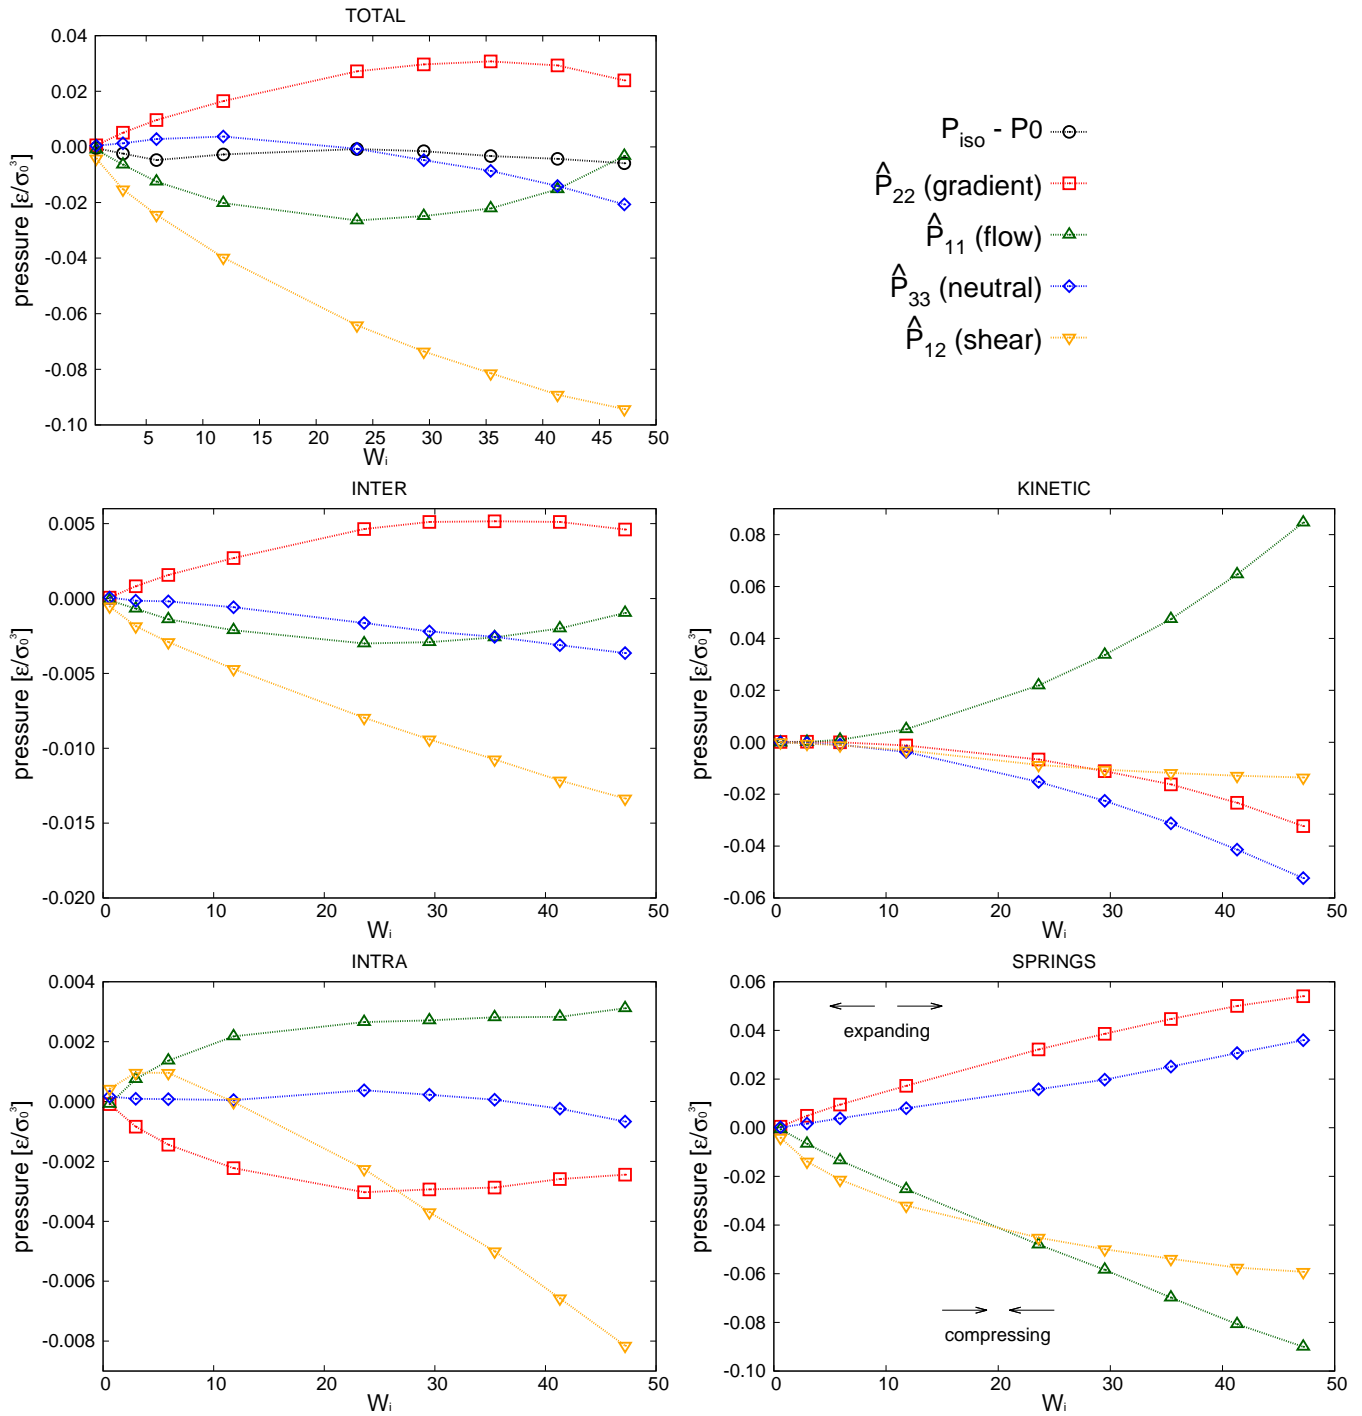 TOTAL
0.04
0.02
0.00
-0.02
-0.04
-0.06
-0.08
-0.10
pressure [ε/σ₀³]
5 10 15 20 25 30 35 40 45 50
Wᵢ
P_iso - P0
P̂_22 (gradient)
P̂_11 (flow)
P̂_33 (neutral)
P̂_12 (shear)
INTER
0.005
0.000
-0.005
-0.010
-0.015
-0.020
pressure [ε/σ₀³]
0 10 20 30 40 50
Wᵢ
KINETIC
0.08
0.06
0.04
0.02
0.00
-0.02
-0.04
-0.06
pressure [ε/σ₀³]
0 10 20 30 40 50
Wᵢ
INTRA
0.004
0.002
0.000
-0.002
-0.004
-0.006
-0.008
pressure [ε/σ₀³]
0 10 20 30 40 50
Wᵢ
SPRINGS
0.06
0.04
0.02
0.00
-0.02
-0.04
-0.06
-0.08
-0.10
pressure [ε/σ₀³]
expanding
compressing
0 10 20 30 40 50
Wᵢ